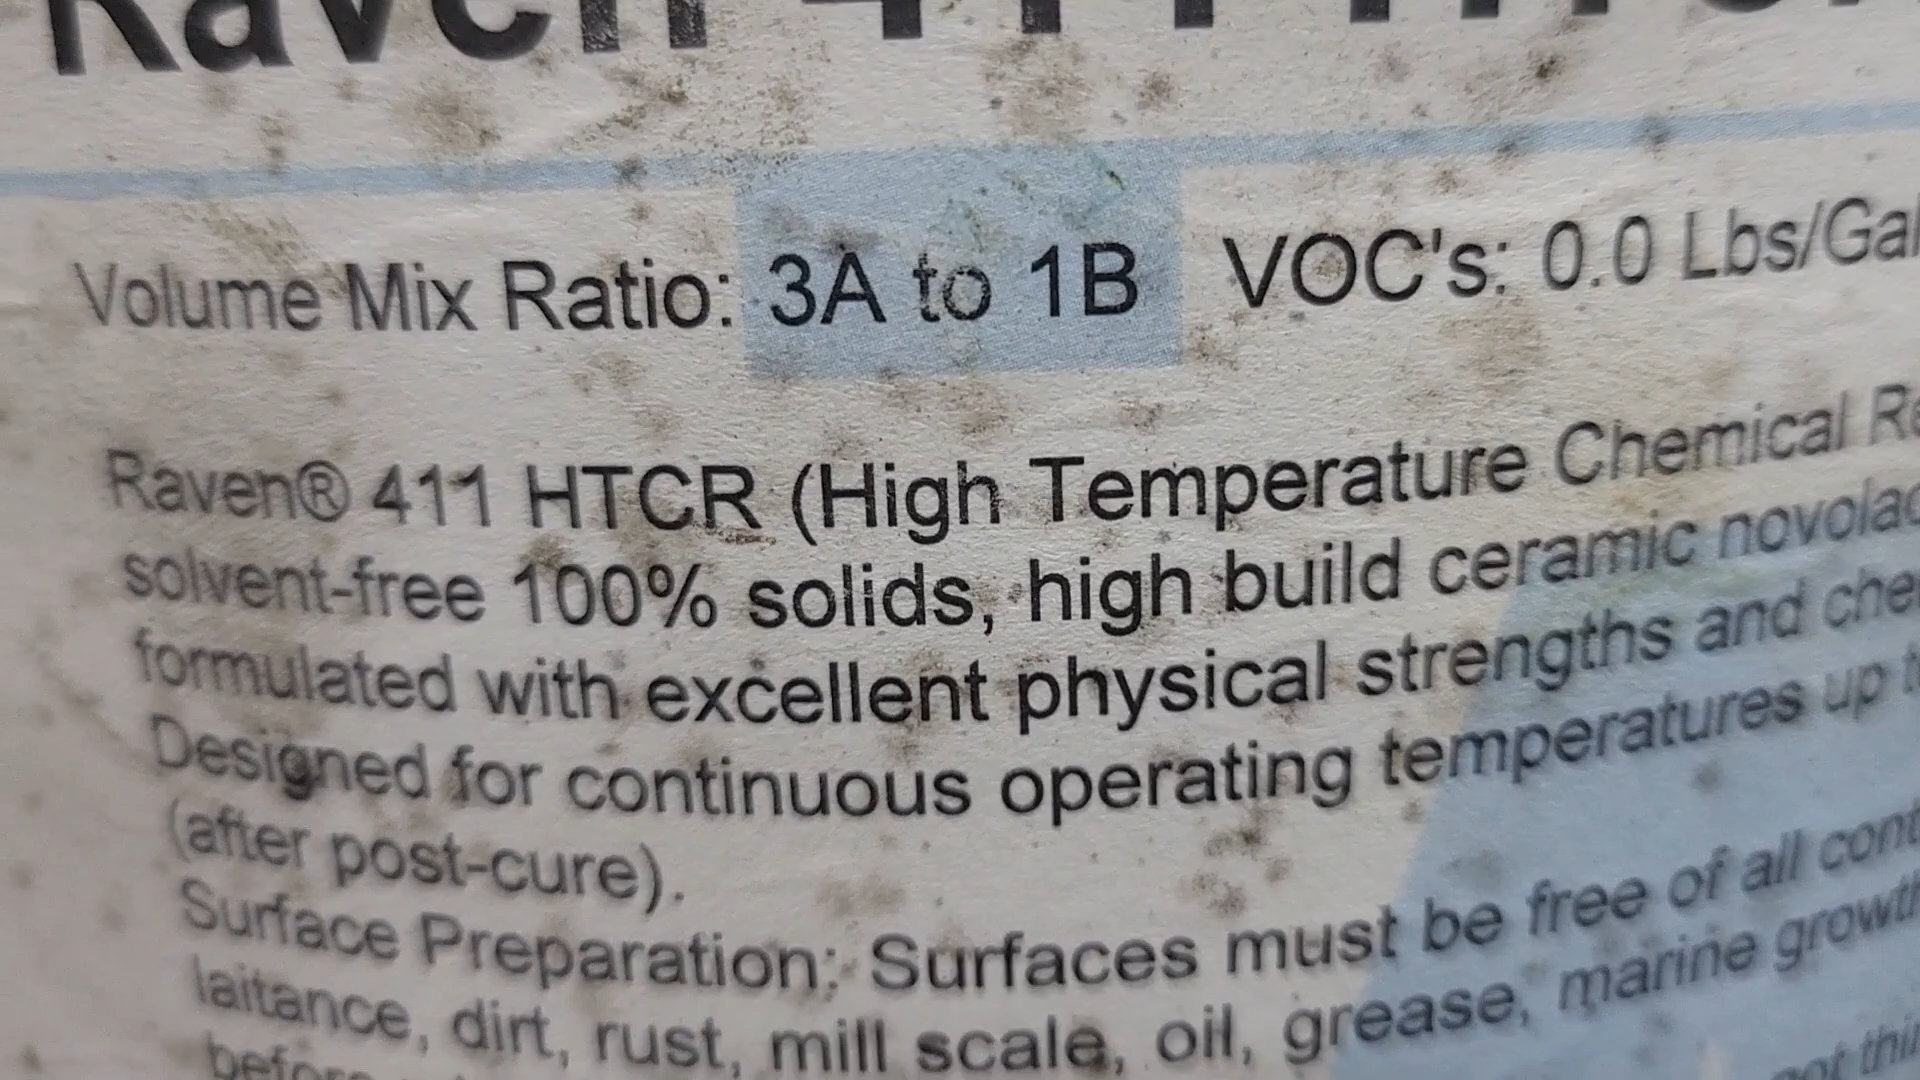 Raven 411
Volume Mix Ratio: 3A to 1B VOC's: 0.0 Lbs/Gal
Raven® 411 HTCR (High Temperature Chemical
solvent-free 100% solids, high build ceramic novolac
formulated with excellent physical strengths and
Designed for continuous operating temperatures up
(after post-cure).
Surface Preparation: Surfaces must be free of all
laitance, dirt, rust, mill scale, oil, grease, marine growth